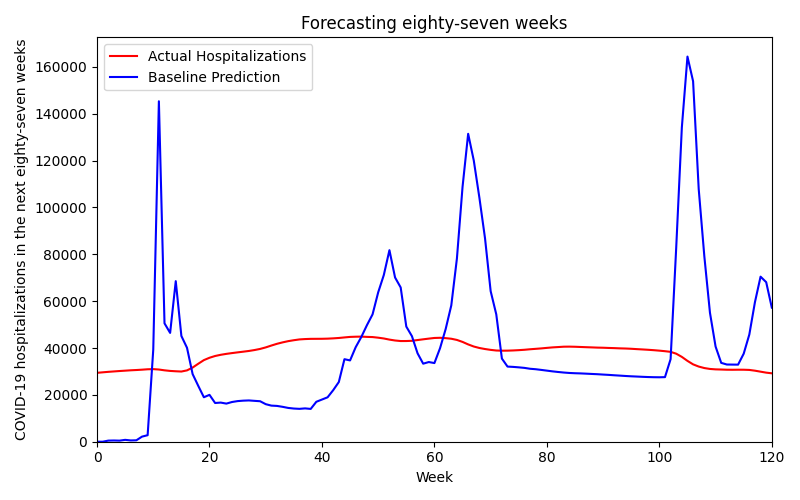 Forecasting eighty-seven weeks
Actual Hospitalizations
Baseline Prediction
COVID-19 hospitalizations in the next eighty-seven weeks
160000
140000
120000
100000
80000
60000
40000
20000
0
0 20 40 60 80 100 120
Week